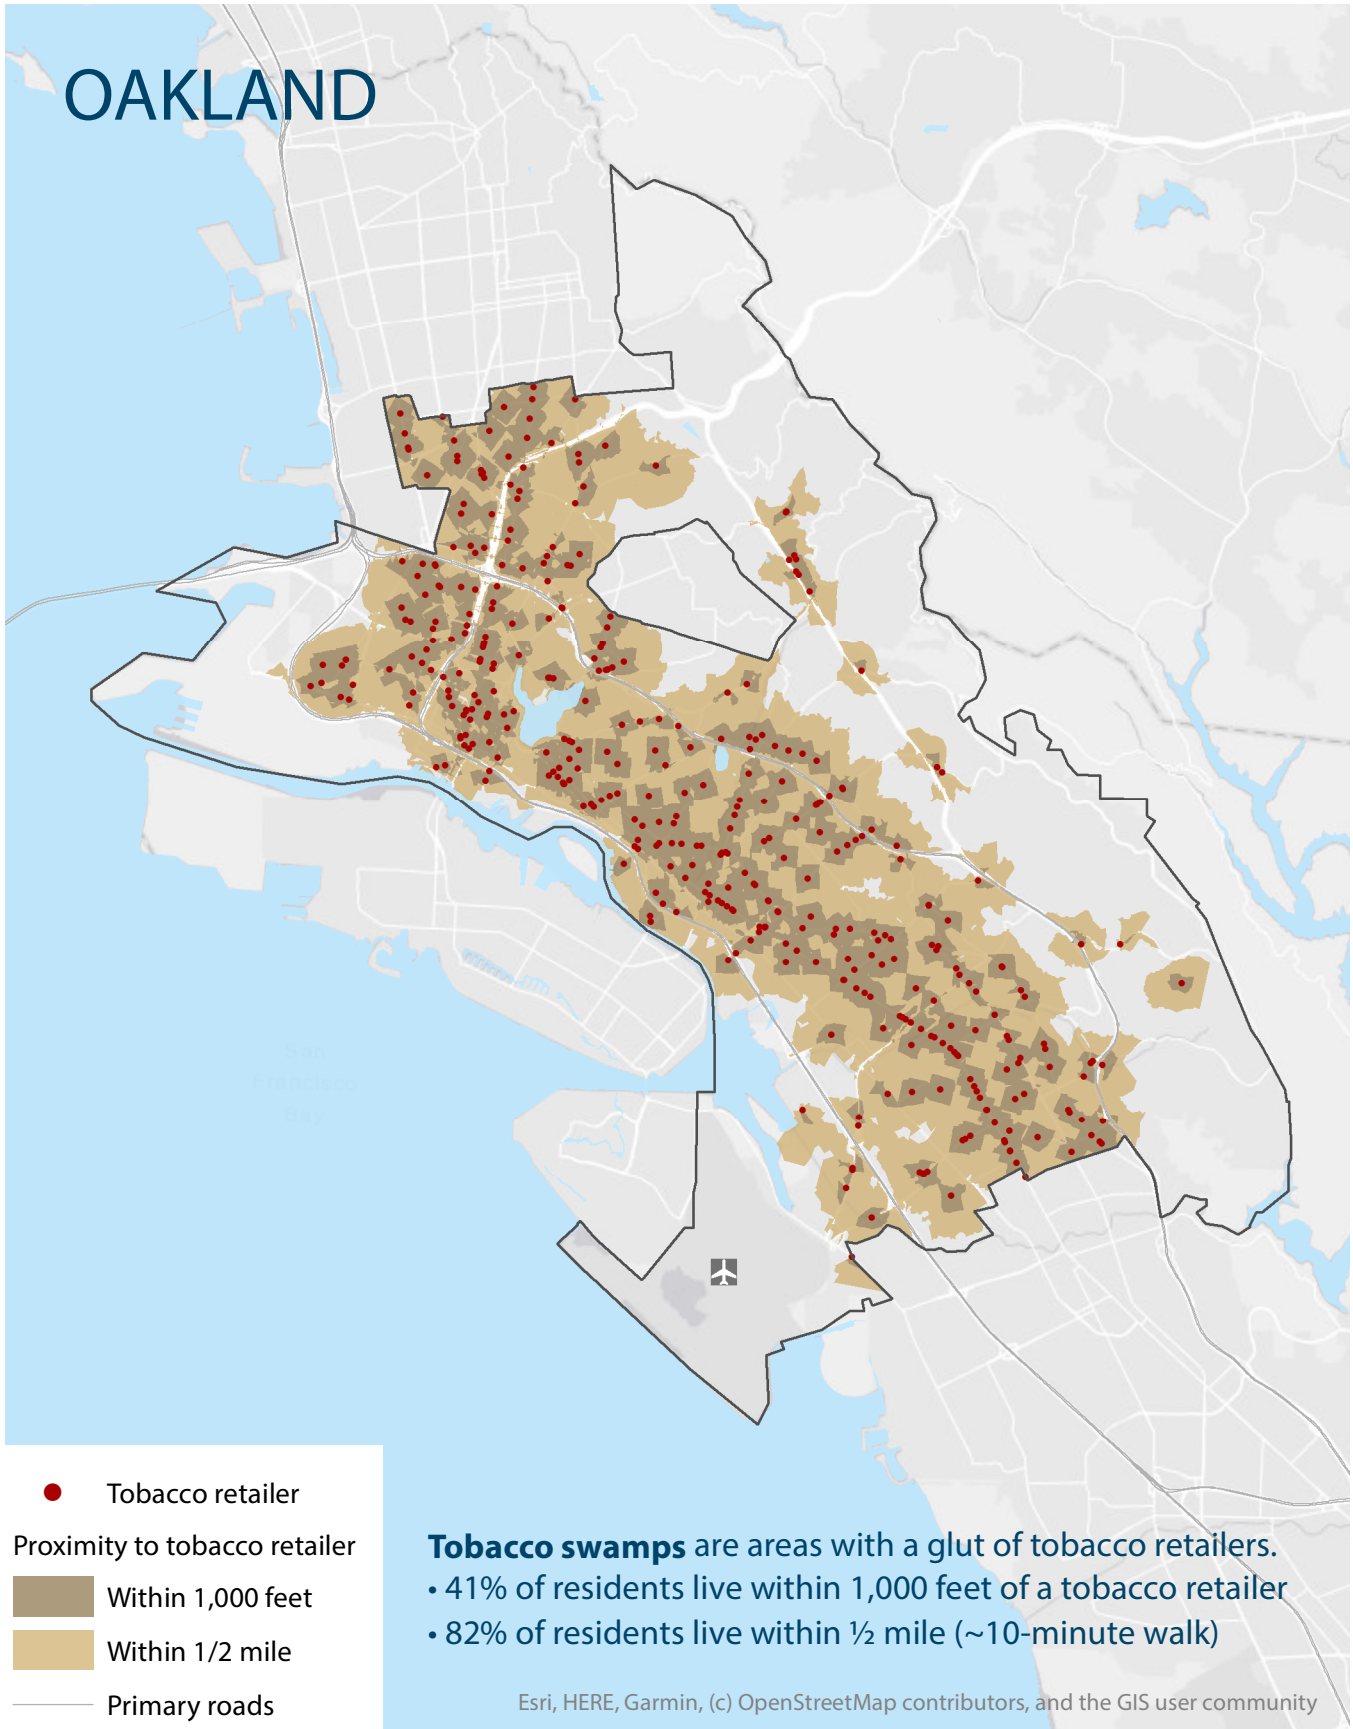 OAKLAND
San
Francisco
Bay
Tobacco retailer
Proximity to tobacco retailer
Within 1,000 feet
Within 1/2 mile
Primary roads
Tobacco swamps are areas with a glut of tobacco retailers.
• 41% of residents live within 1,000 feet of a tobacco retailer
• 82% of residents live within ½ mile (~10-minute walk)
Esri, HERE, Garmin, (c) OpenStreetMap contributors, and the GIS user community